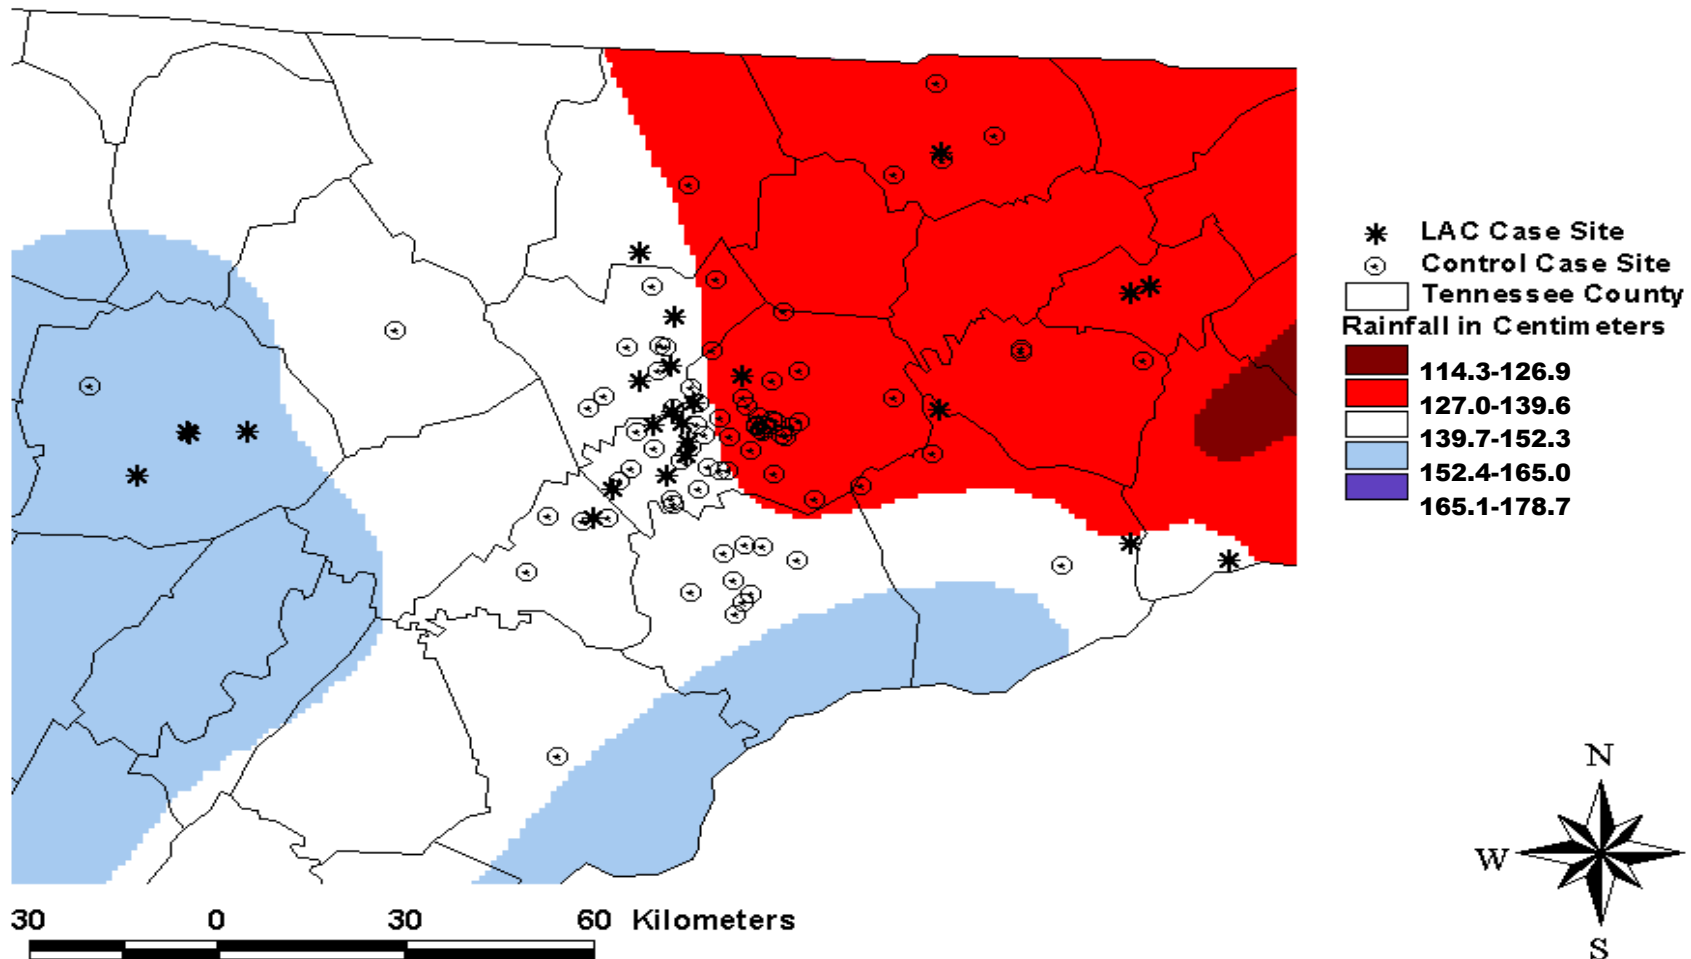 LAC Case Site
Control Case Site
Tennessee County
Rainfall in Centimeters
114.3-126.9
127.0-139.6
139.7-152.3
152.4-165.0
165.1-178.7
N
W
S
30 0 30 60 Kilometers